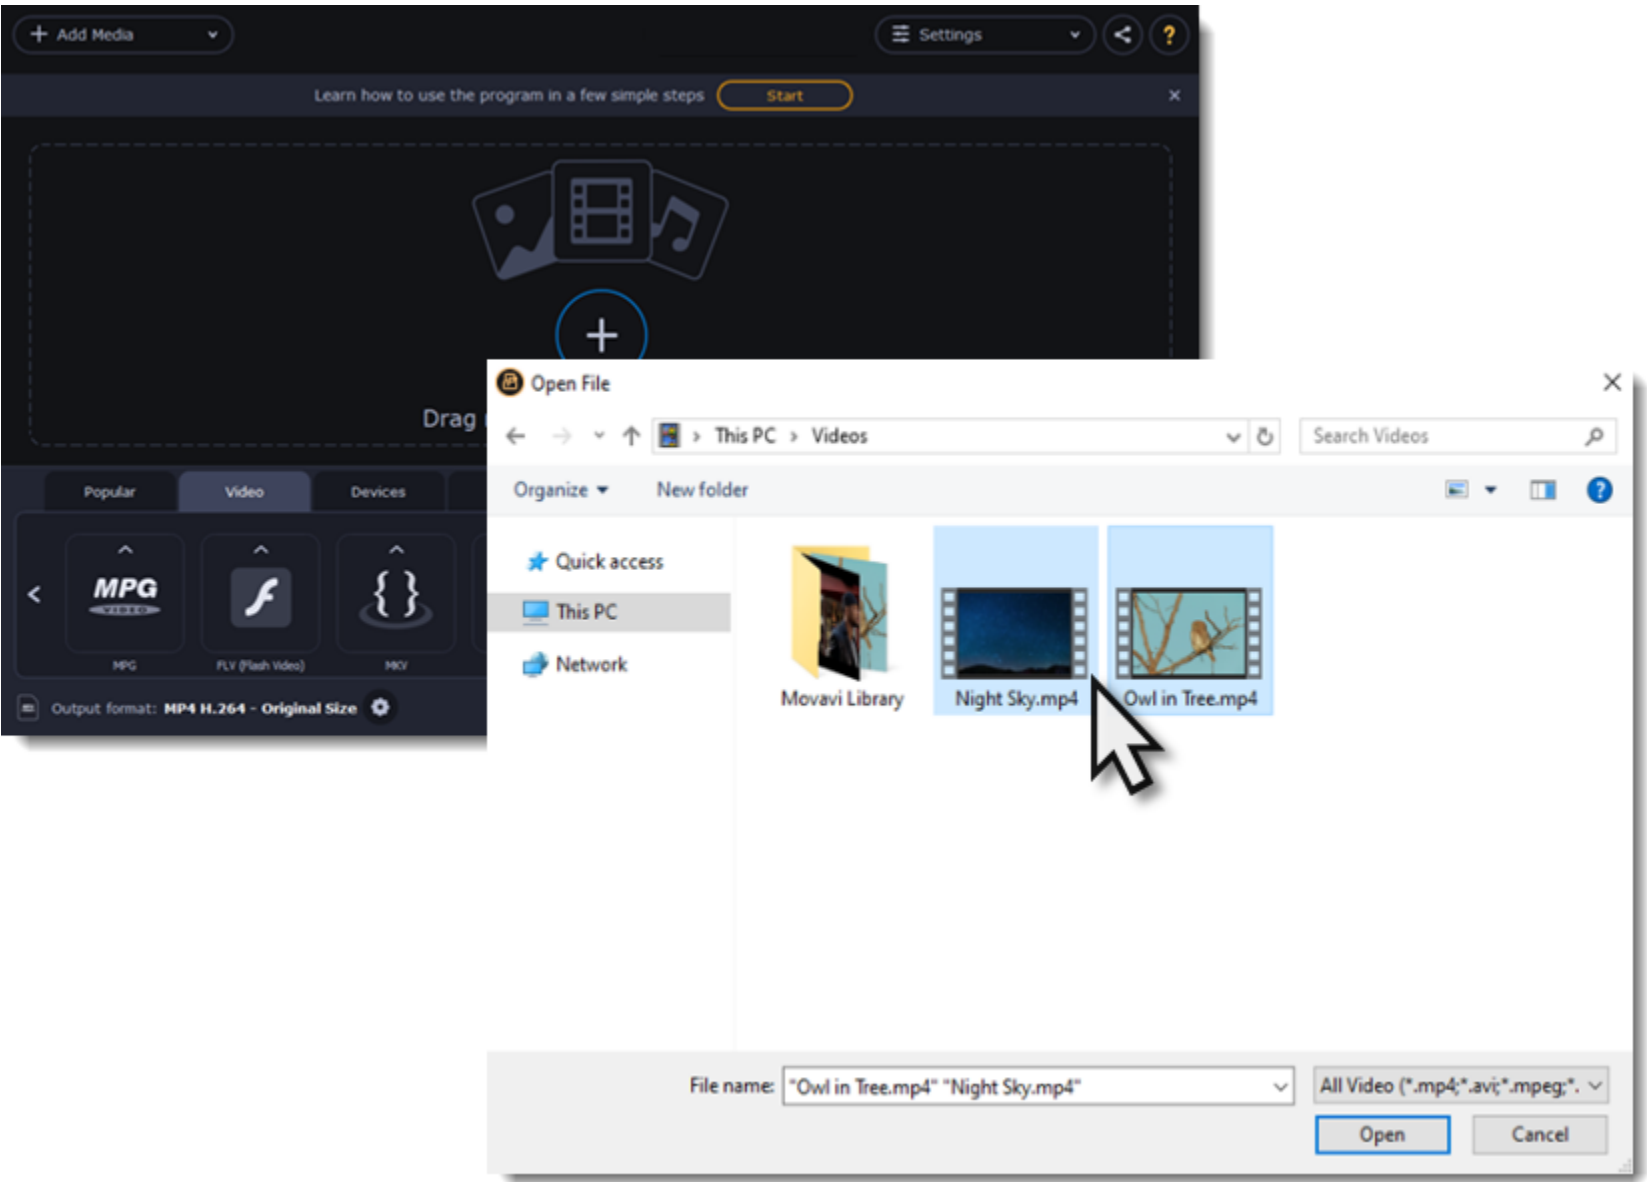 Add Media
Settings
?
Learn how to use the program in a few simple steps
Start
Drag
Popular
Video
Devices
MPG
VIDEO
MPG
FLV (Flash Video)
{ }
MKV
Output format: MP4 H.264 - Original Size
Open File
This PC > Videos
Search Videos
Organize
New folder
?
Quick access
This PC
Network
Movavi Library
Night Sky.mp4
Owl in Tree.mp4
File name: "Owl in Tree.mp4" "Night Sky.mp4"
All Video (*.mp4;*.avi;*.mpeg;*.
Open
Cancel